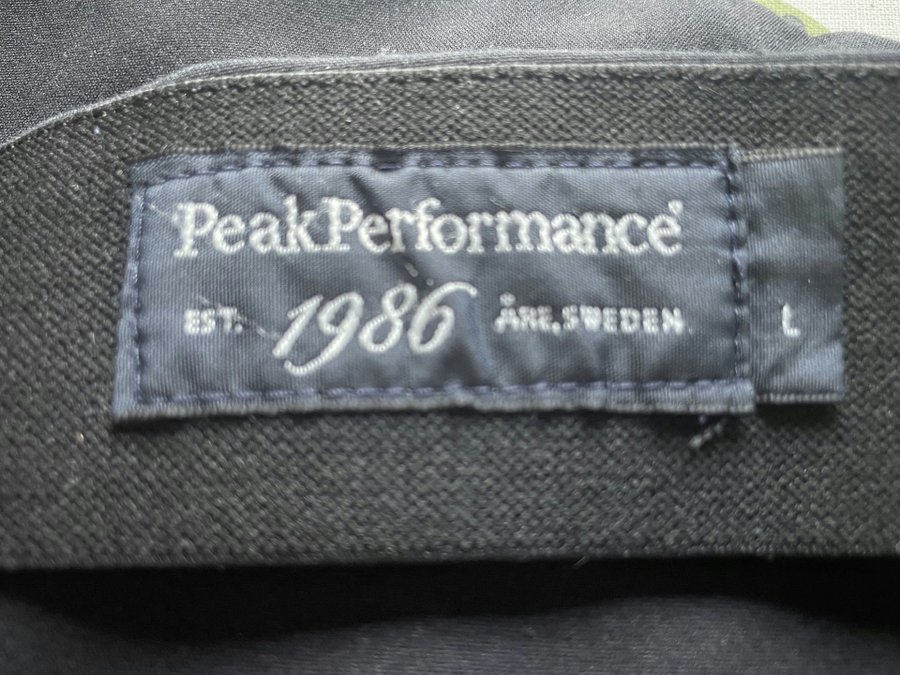 PeakPerformance®
EST. 1986 ÅRE, SWEDEN
L